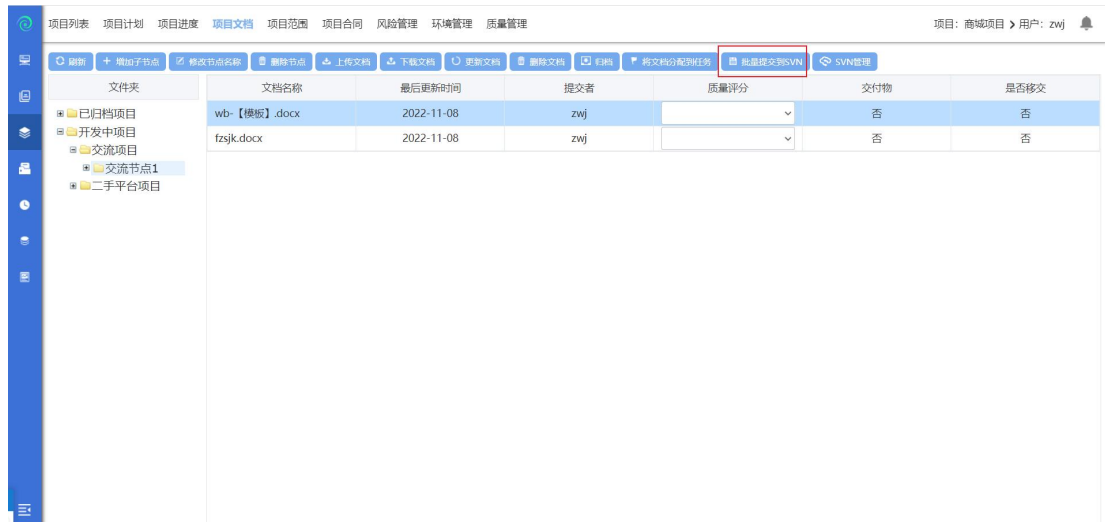 项目列表 项目计划 项目进度 项目文档 项目范围 项目合同 风险管理 环境管理 质量管理 项目：商城项目 > 用户：zwj
刷新 增加子节点 修改节点名称 删除节点 上传文档 下载文档 更新文档 删除文档 归档 将文档分配到任务 批量提交到SVN SVN管理
文件夹 文档名称 最后更新时间 提交者 质量评分 交付物 是否移交
已归档项目 wb-【模板】.docx 2022-11-08 zwj 否 否
开发中项目 fzsjk.docx 2022-11-08 zwj 否 否
交流项目
交流节点1
二手平台项目